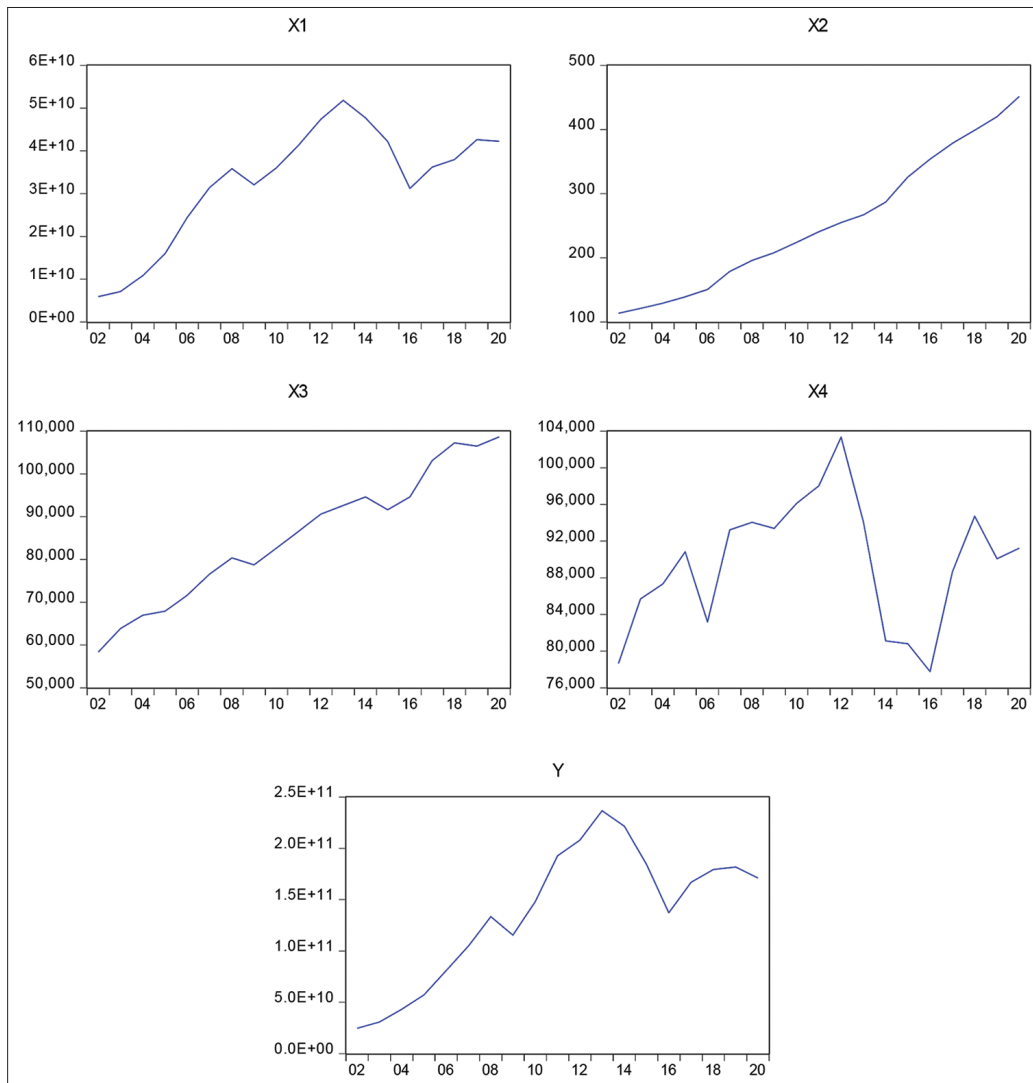 X1
6E+10
5E+10
4E+10
3E+10
2E+10
1E+10
0E+00
02 04 06 08 10 12 14 16 18 20
X2
500
400
300
200
100
02 04 06 08 10 12 14 16 18 20
X3
110,000
100,000
90,000
80,000
70,000
60,000
50,000
02 04 06 08 10 12 14 16 18 20
X4
104,000
100,000
96,000
92,000
88,000
84,000
80,000
76,000
02 04 06 08 10 12 14 16 18 20
Y
2.5E+11
2.0E+11
1.5E+11
1.0E+11
5.0E+10
0.0E+00
02 04 06 08 10 12 14 16 18 20